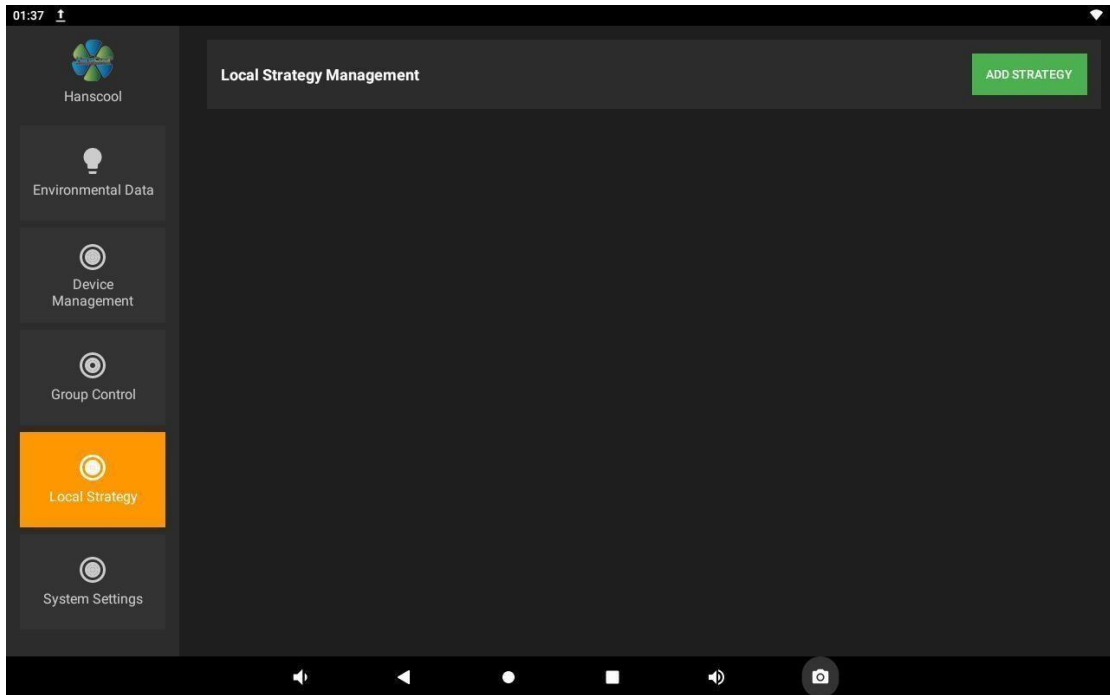 01:37
Hanscool
Local Strategy Management
ADD STRATEGY
Environmental Data
Device
Management
Group Control
Local Strategy
System Settings